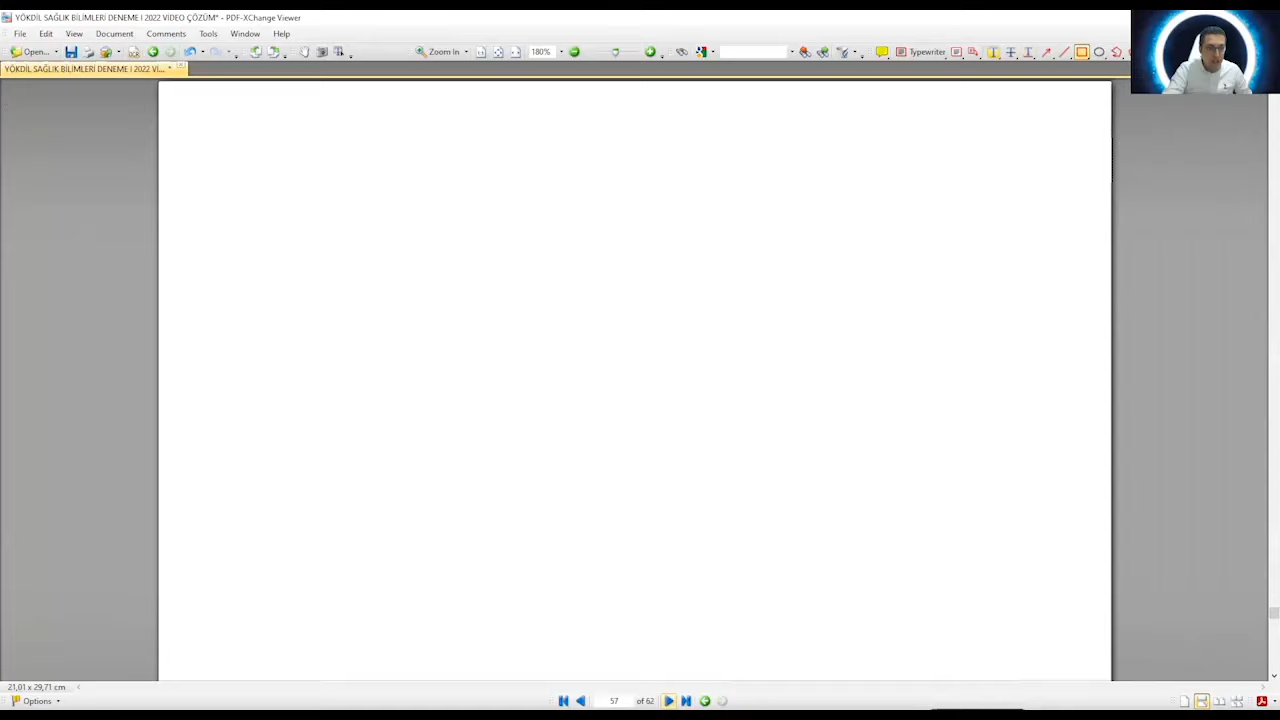 YÖKDİL SAĞLIK BİLİMLERİ DENEME I 2022 VİDEO ÇÖZÜM* - PDF-XChange Viewer
File Edit View Document Comments Tools Window Help
Open... Zoom In 180% Typewriter
YÖKDİL SAĞLIK BİLİMLERİ DENEME I 2022 Vİ... *
21,01 x 29,71 cm
Options 57 of 62